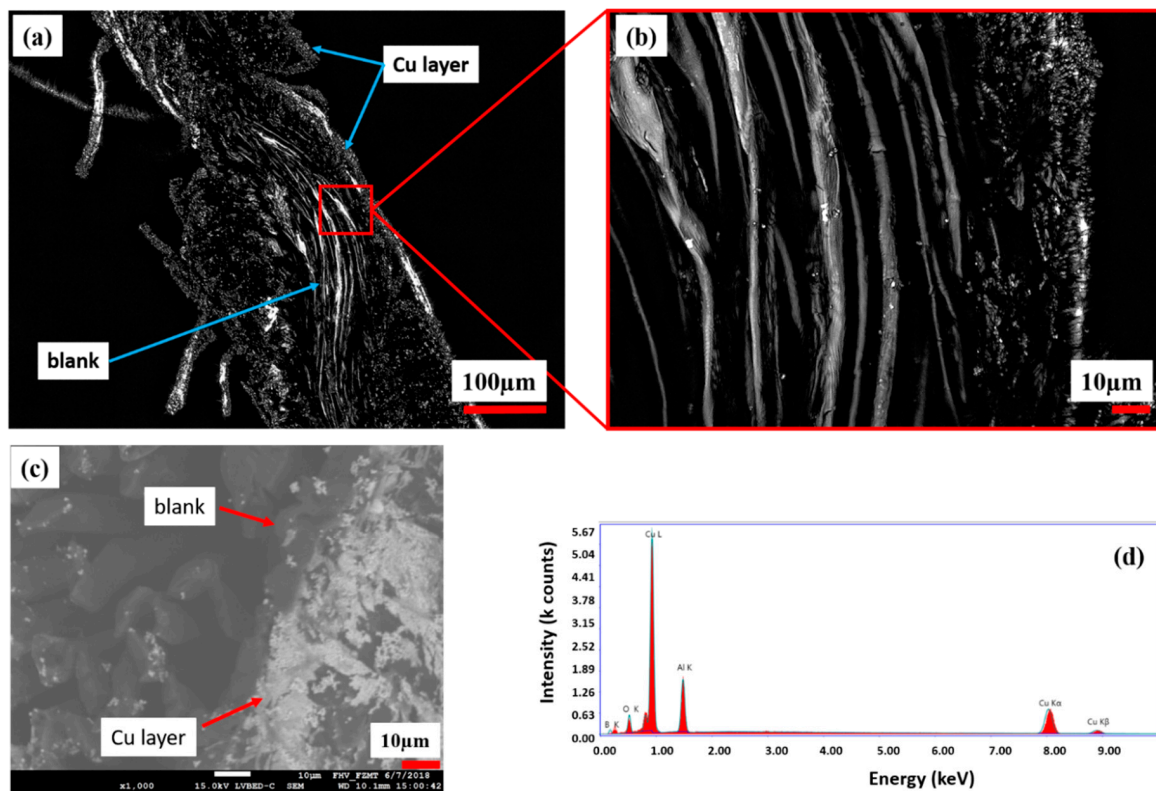 (a)
Cu layer
blank
100μm
(b)
10μm
(c)
blank
Cu layer
10μm
10μm FHV_FZMT 6/7/2018
x1,000 15.0kV LVBED-C SEM WD 10.1mm 15:00:42
(d)
Intensity (k counts)
5.67
5.04
4.41
3.78
3.15
2.52
1.89
1.26
0.63
0.00
Cu L
Al K
O K
B K
Cu Kα
Cu Kβ
0.00 1.00 2.00 3.00 4.00 5.00 6.00 7.00 8.00 9.00
Energy (keV)